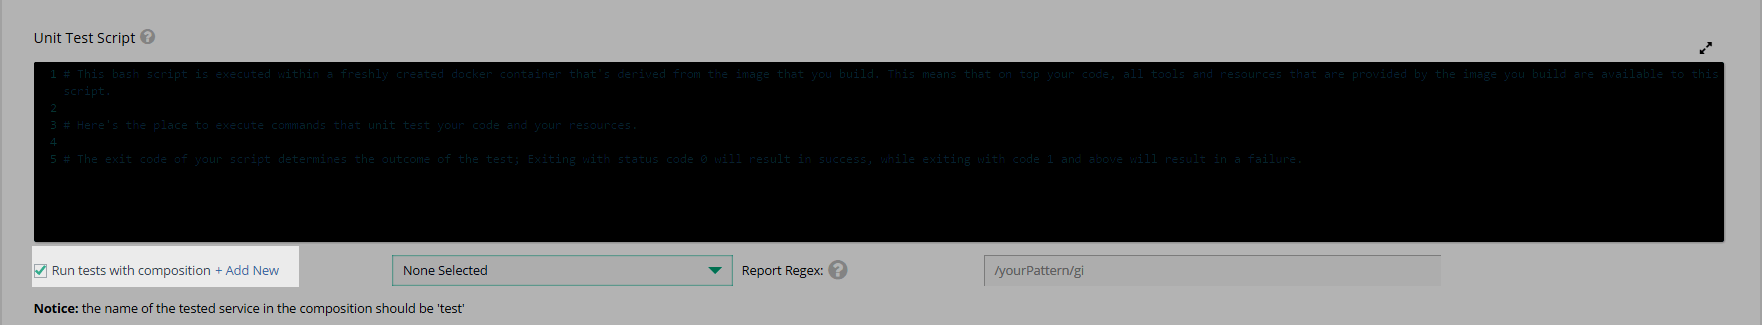 Unit Test Script ?
1 # This bash script is executed within a freshly created docker container that's derived from the image that you build. This means that on top your code, all tools and resources that are provided by the image you build are available to this
script.
2
3 # Here's the place to execute commands that unit test your code and your resources.
4
5 # The exit code of your script determines the outcome of the test; Exiting with status code 0 will result in success, while exiting with code 1 and above will result in a failure.
Run tests with composition + Add New None Selected Report Regex: ? /yourPattern/gi
Notice: the name of the tested service in the composition should be 'test'